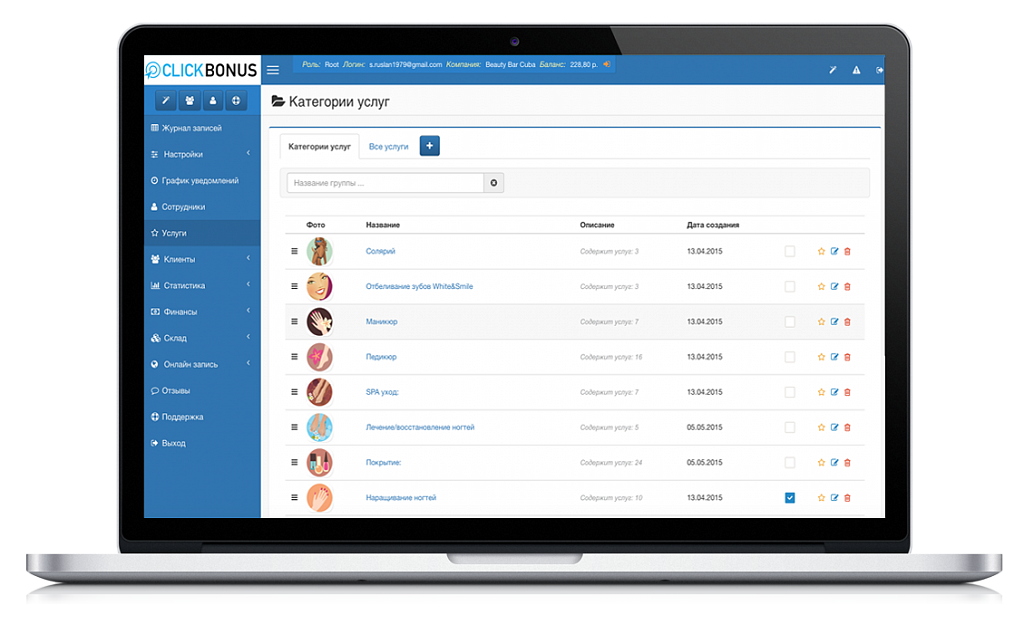 CLICKBONUS
Роль: Root Логин: s.ruslan1979@gmail.com Компания: Beauty Bar Cuba Баланс: 228,80 р.
Журнал записей
Настройки
График уведомлений
Сотрудники
Услуги
Клиенты
Статистика
Финансы
Склад
Онлайн запись
Отзывы
Поддержка
Выход
Категории услуг
Категории услуг Все услуги +
Название группы ...
Фото Название Описание Дата создания
Солярий Содержит услуг: 3 13.04.2015
Отбеливание зубов White&Smile Содержит услуг: 3 13.04.2015
Маникюр Содержит услуг: 7 13.04.2015
Педикюр Содержит услуг: 16 13.04.2015
SPA уход: Содержит услуг: 7 13.04.2015
Лечение/восстановление ногтей Содержит услуг: 5 05.05.2015
Покрытие: Содержит услуг: 24 05.05.2015
Наращивание ногтей Содержит услуг: 10 13.04.2015